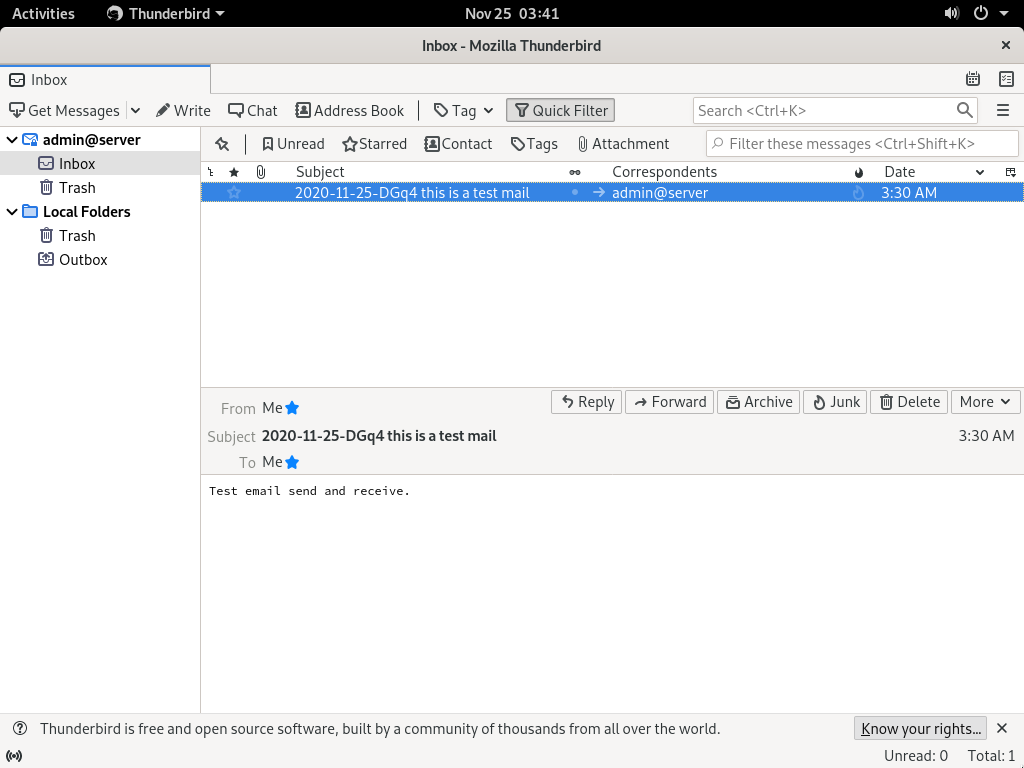 Activities Thunderbird Nov 25 03:41
Inbox - Mozilla Thunderbird
Inbox
Get Messages Write Chat Address Book Tag Quick Filter Search <Ctrl+K>
admin@server
Inbox
Trash
Local Folders
Trash
Outbox
Unread Starred Contact Tags Attachment Filter these messages <Ctrl+Shift+K>
Subject Correspondents Date
2020-11-25-DGq4 this is a test mail admin@server 3:30 AM
From Me Reply Forward Archive Junk Delete More
Subject 2020-11-25-DGq4 this is a test mail 3:30 AM
To Me
Test email send and receive.
Thunderbird is free and open source software, built by a community of thousands from all over the world. Know your rights...
Unread: 0 Total: 1